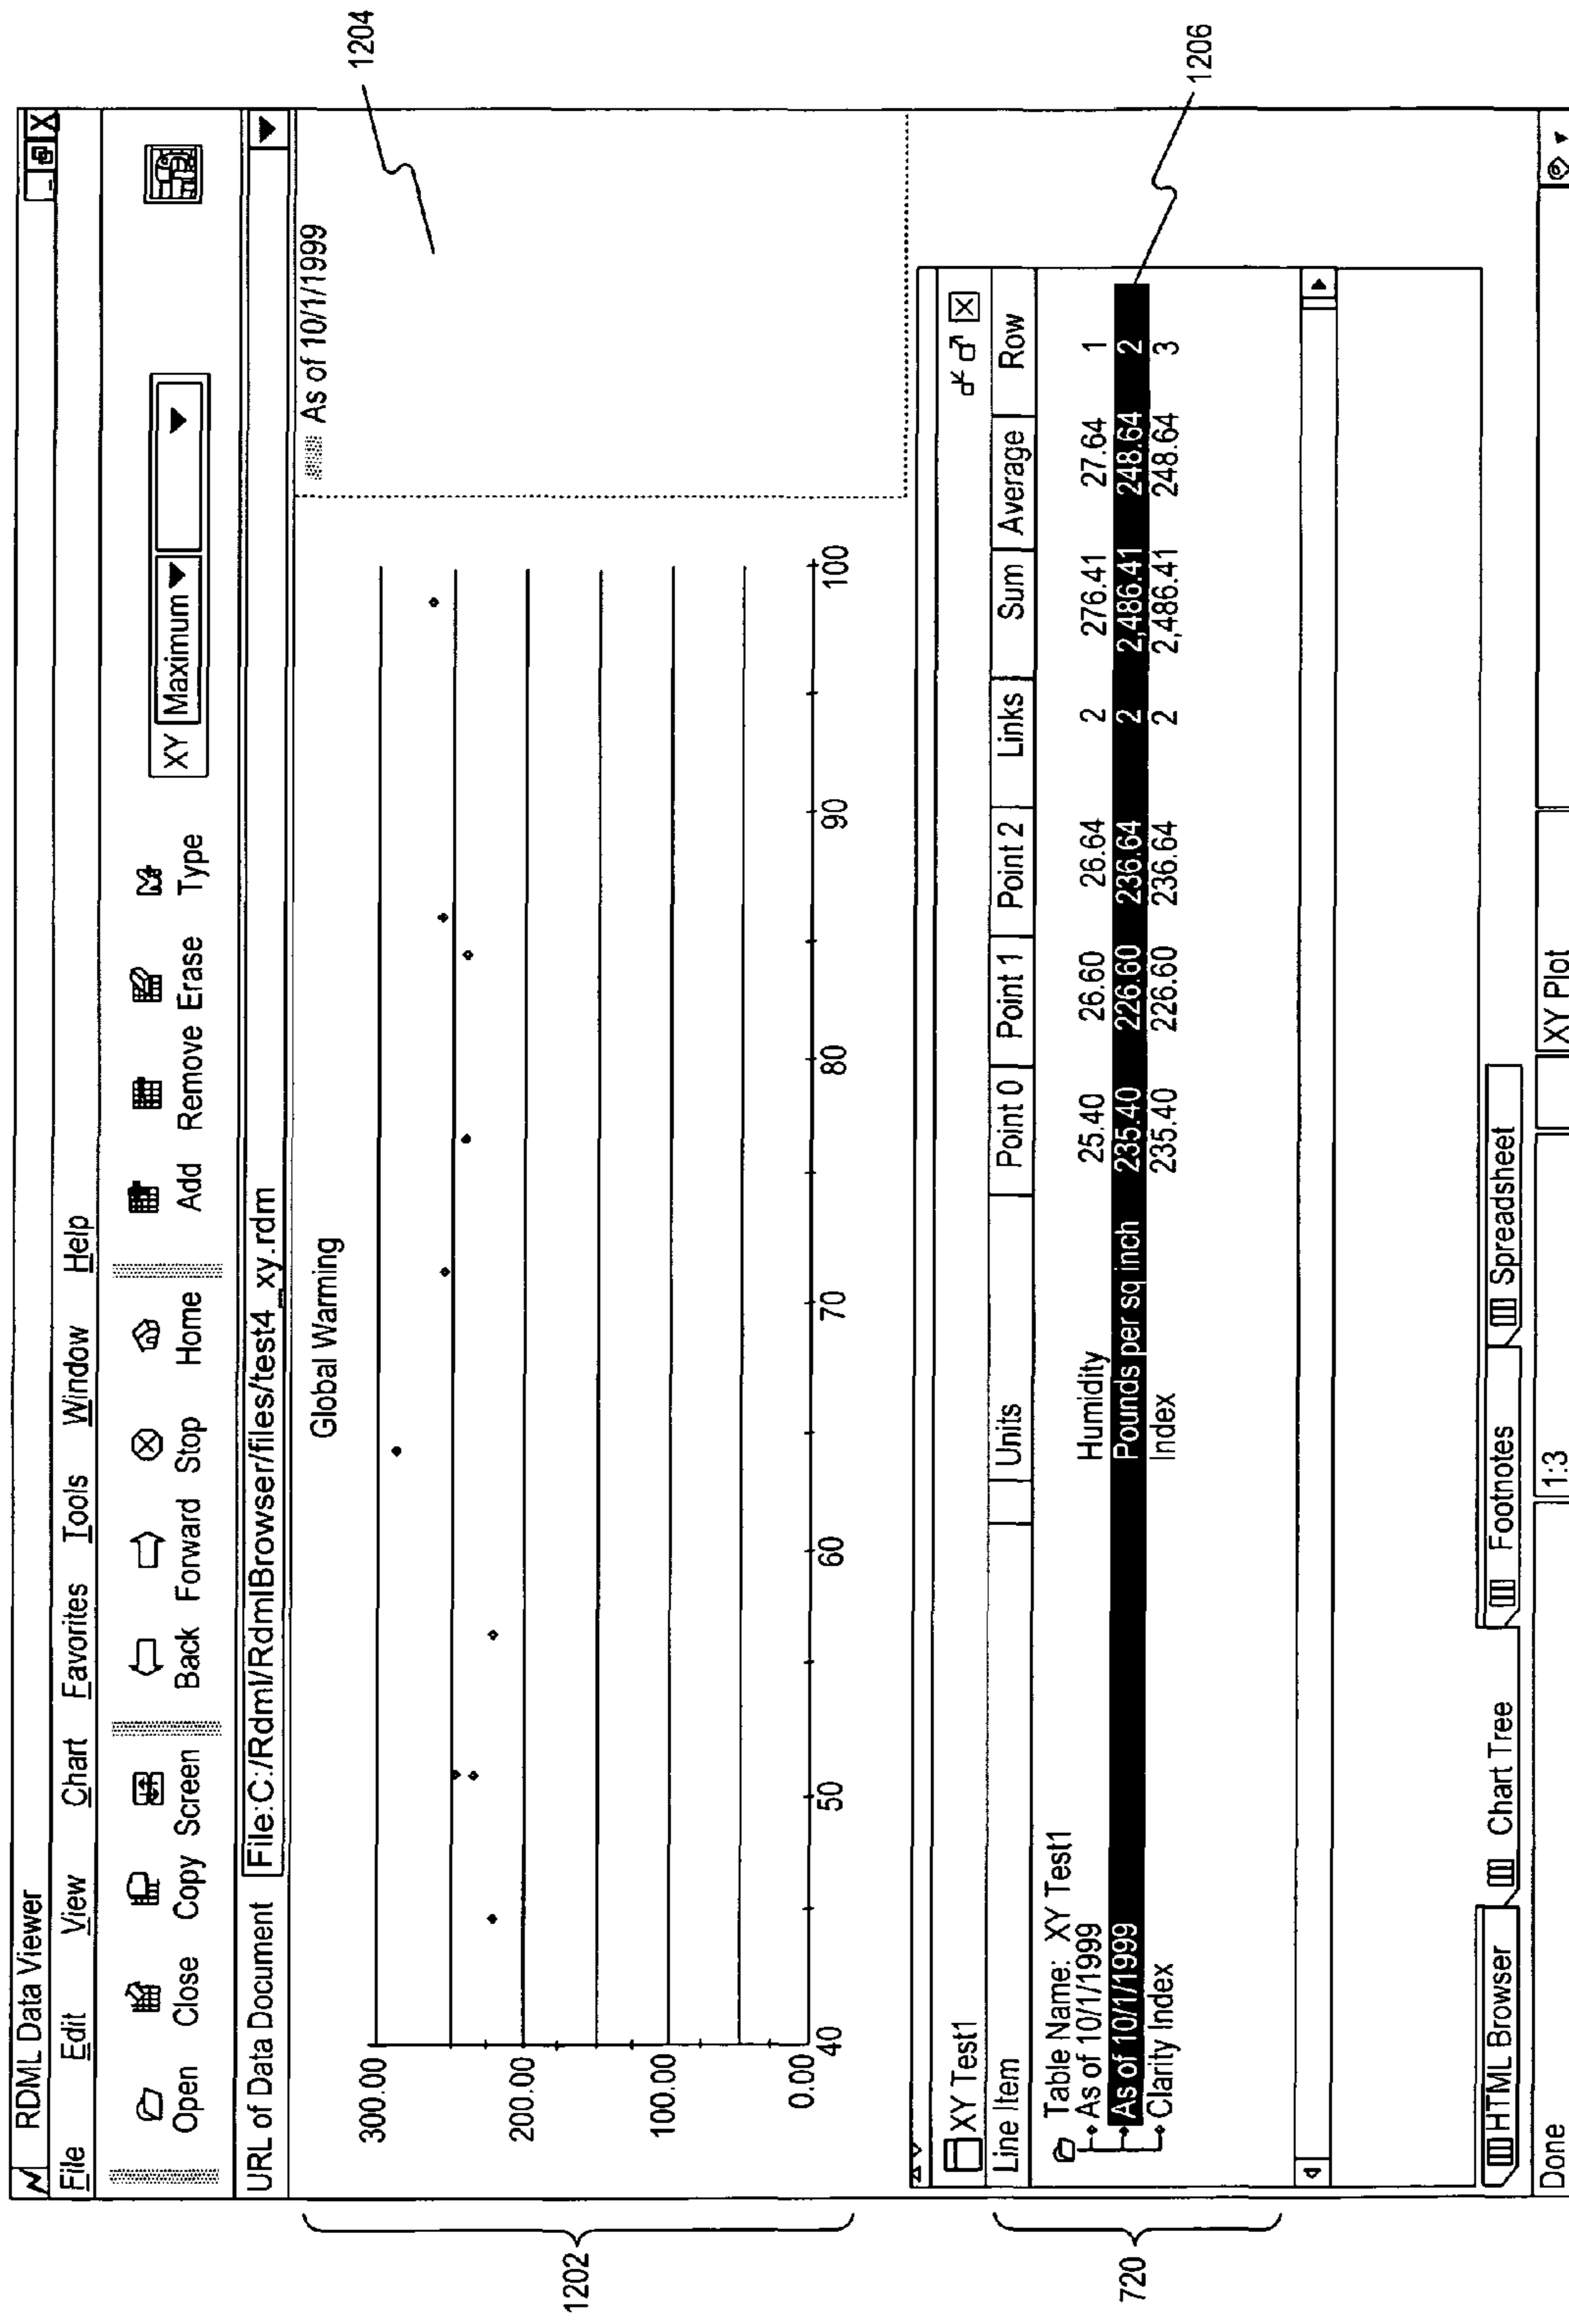 RDML Data Viewer
File Edit View Chart Favorites Tools Window Help
Open Close Copy Screen Back Forward Stop Home Add Remove Erase Type XY Maximum
URL of Data Document File:C:/Rdml/RdmlBrowser/files/test4_xy.rdm
Global Warming
As of 10/1/1999
1204
300.00
200.00
100.00
0.00
40 50 60 70 80 90 100
1202
XY Test1
Line Item Units Point 0 Point 1 Point 2 Links Sum Average Row
Table Name: XY Test1
As of 10/1/1999 Humidity 25.40 26.60 26.64 2 276.41 27.64 1
As of 10/1/1999 Pounds per sq inch 235.40 226.60 236.64 2 2,486.41 248.64 2
Clarity Index Index 235.40 226.60 236.64 2 2,486.41 248.64 3
1206
720
HTML Browser Chart Tree Footnotes Spreadsheet
Done 1:3 XY Plot